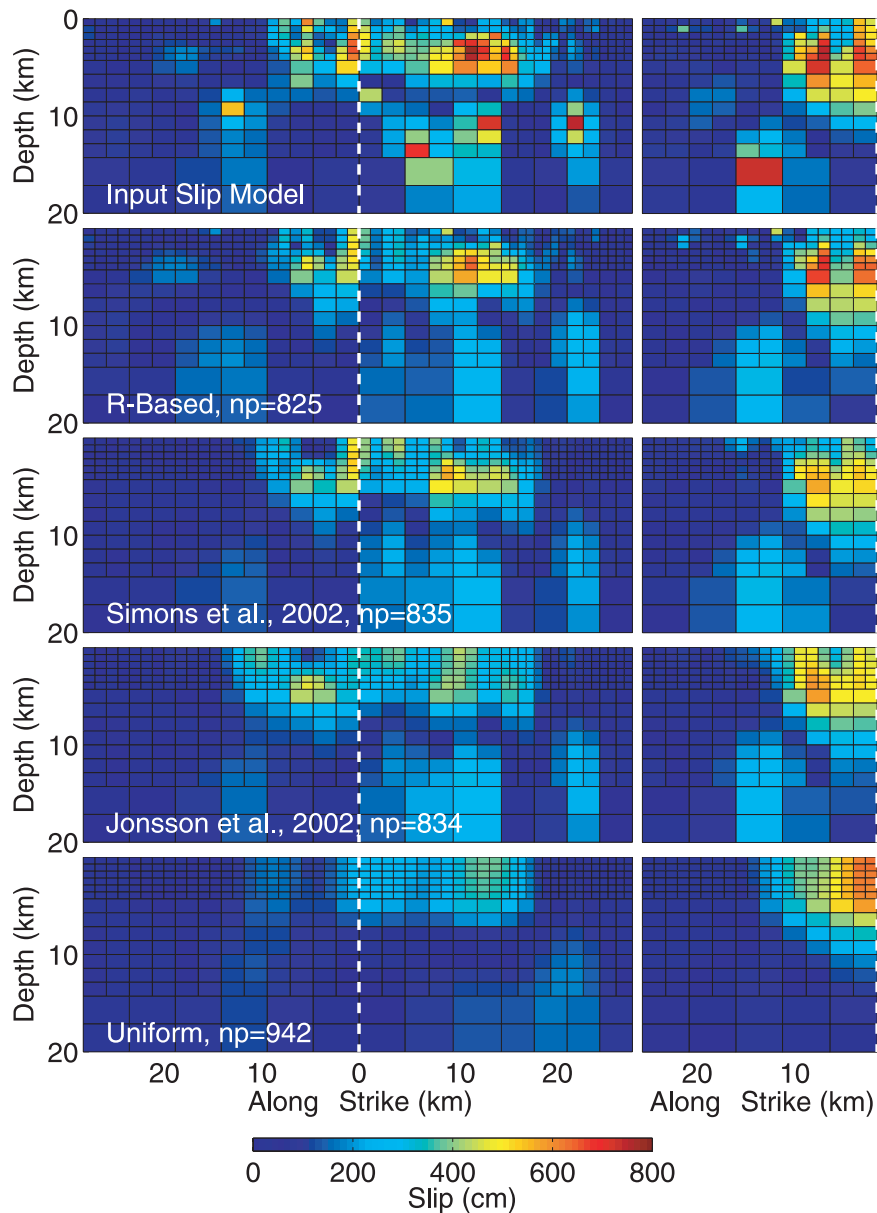 0
10
20
Depth (km)
Input Slip Model
10
20
Depth (km)
R-Based, np=825
10
20
Depth (km)
Simons et al., 2002, np=835
10
20
Depth (km)
Jonsson et al., 2002, np=834
10
20
Depth (km)
Uniform, np=942
20 10 0 10 20 20 10
Along Strike (km) Along Strike (km)
0 200 400 600 800
Slip (cm)